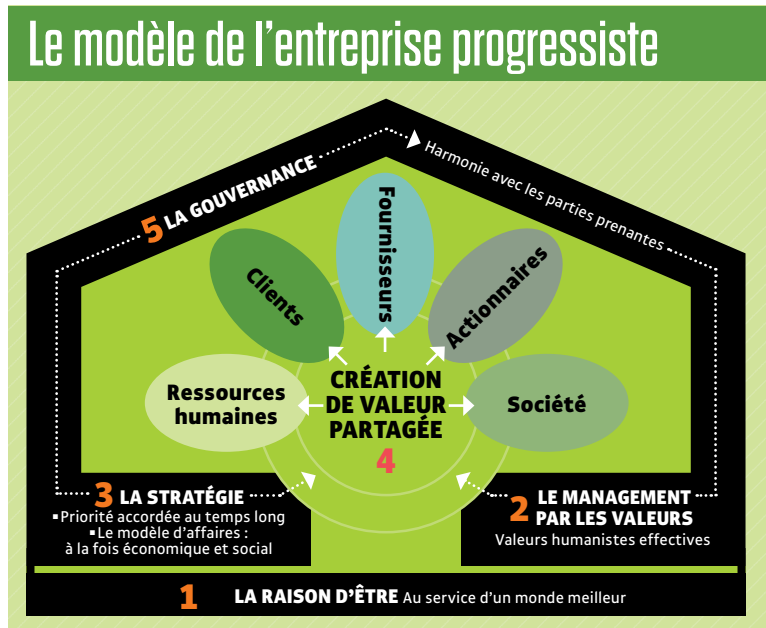 Le modèle de l'entreprise progressiste
5 LA GOUVERNANCE
Harmonie avec les parties prenantes
Fournisseurs
Clients
Actionnaires
Ressources
humaines
CRÉATION
DE VALEUR
PARTAGÉE
4
Société
3 LA STRATÉGIE
▪Priorité accordée au temps long
▪Le modèle d'affaires :
à la fois économique et social
2 LE MANAGEMENT
PAR LES VALEURS
Valeurs humanistes effectives
1 LA RAISON D'ÊTRE Au service d'un monde meilleur